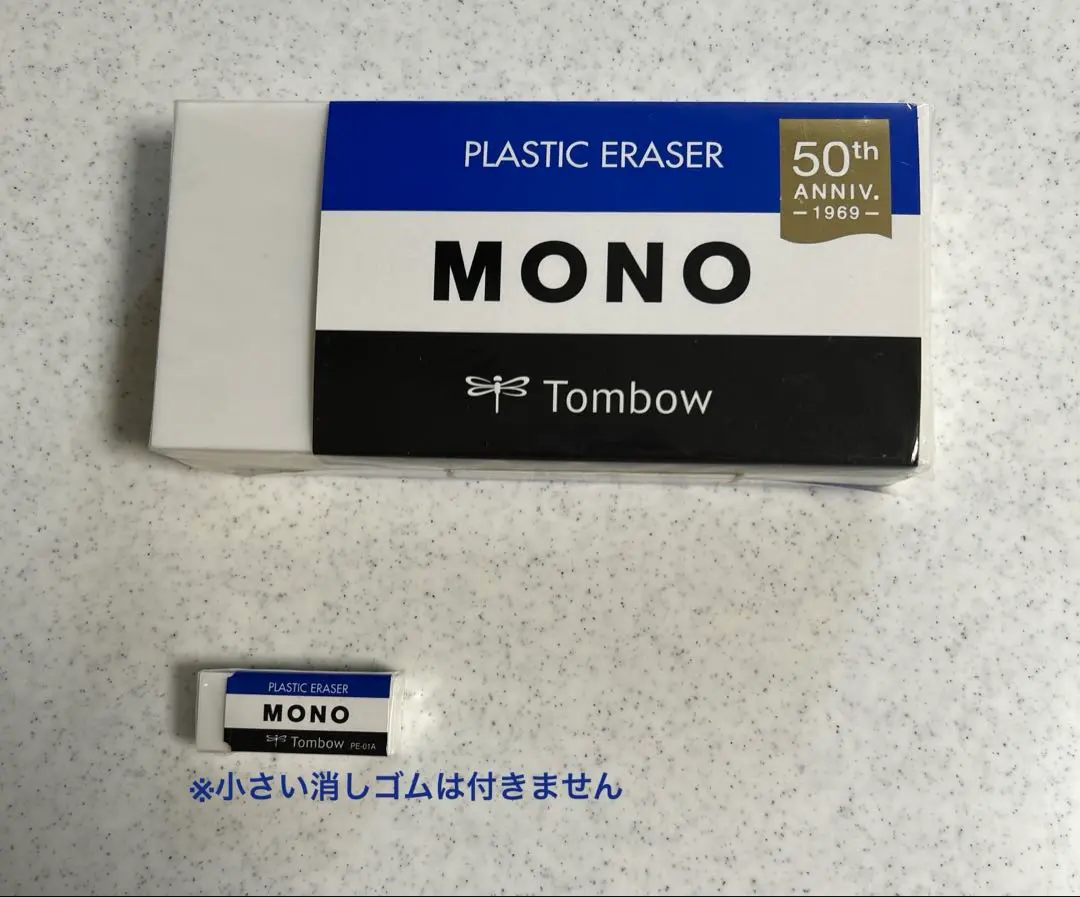 PLASTIC ERASER
50th
ANNIV.
－1969－
MONO
Tombow
PLASTIC ERASER
MONO
Tombow PE-01A
※小さい消しゴムは付きません